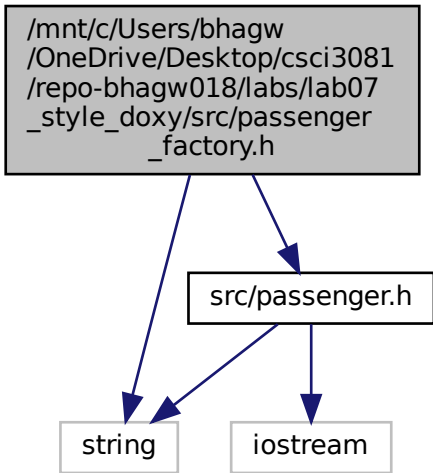 /mnt/c/Users/bhagw
/OneDrive/Desktop/csci3081
/repo-bhagw018/labs/lab07
_style_doxy/src/passenger
_factory.h
src/passenger.h
string
iostream